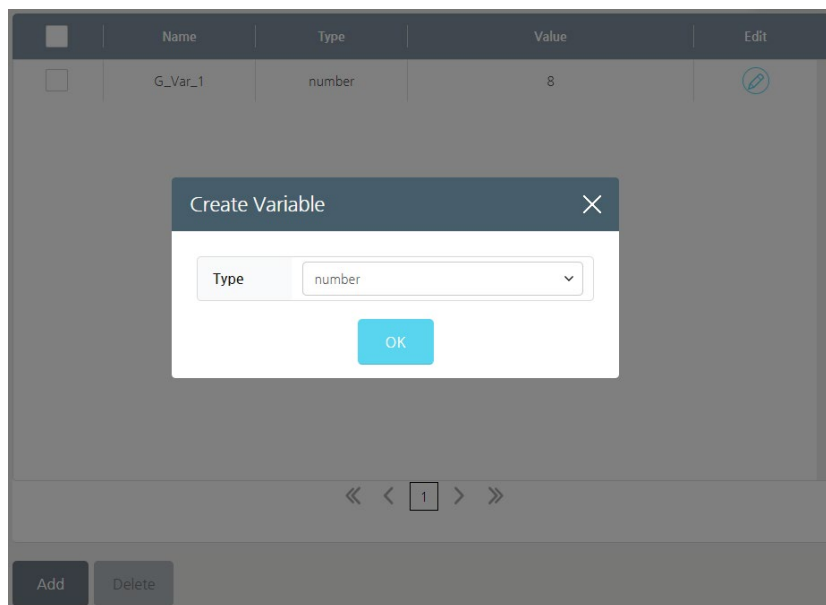 Name Type Value Edit
G_Var_1 number 8
Create Variable
Type number
OK
1
Add Delete